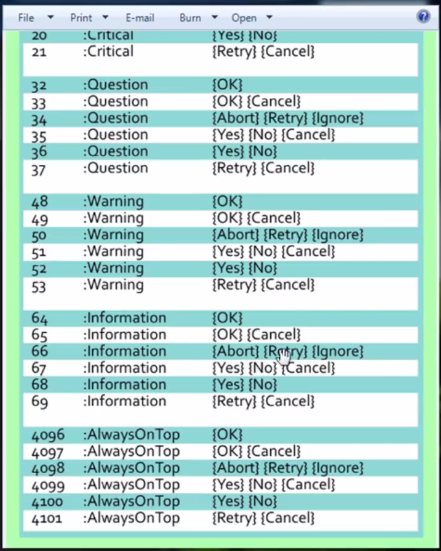 File Print E-mail Burn Open
20 :Critical {Yes} {No}
21 :Critical {Retry} {Cancel}
32 :Question {OK}
33 :Question {OK} {Cancel}
34 :Question {Abort} {Retry} {Ignore}
35 :Question {Yes} {No} {Cancel}
36 :Question {Yes} {No}
37 :Question {Retry} {Cancel}
48 :Warning {OK}
49 :Warning {OK} {Cancel}
50 :Warning {Abort} {Retry} {Ignore}
51 :Warning {Yes} {No} {Cancel}
52 :Warning {Yes} {No}
53 :Warning {Retry} {Cancel}
64 :Information {OK}
65 :Information {OK} {Cancel}
66 :Information {Abort} {Retry} {Ignore}
67 :Information {Yes} {No} {Cancel}
68 :Information {Yes} {No}
69 :Information {Retry} {Cancel}
4096 :AlwaysOnTop {OK}
4097 :AlwaysOnTop {OK} {Cancel}
4098 :AlwaysOnTop {Abort} {Retry} {Ignore}
4099 :AlwaysOnTop {Yes} {No} {Cancel}
4100 :AlwaysOnTop {Yes} {No}
4101 :AlwaysOnTop {Retry} {Cancel}